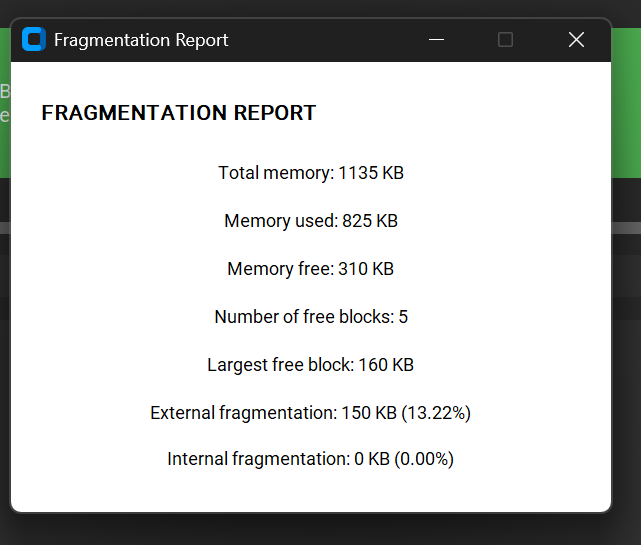 Fragmentation Report
FRAGMENTATION REPORT
Total memory: 1135 KB
Memory used: 825 KB
Memory free: 310 KB
Number of free blocks: 5
Largest free block: 160 KB
External fragmentation: 150 KB (13.22%)
Internal fragmentation: 0 KB (0.00%)